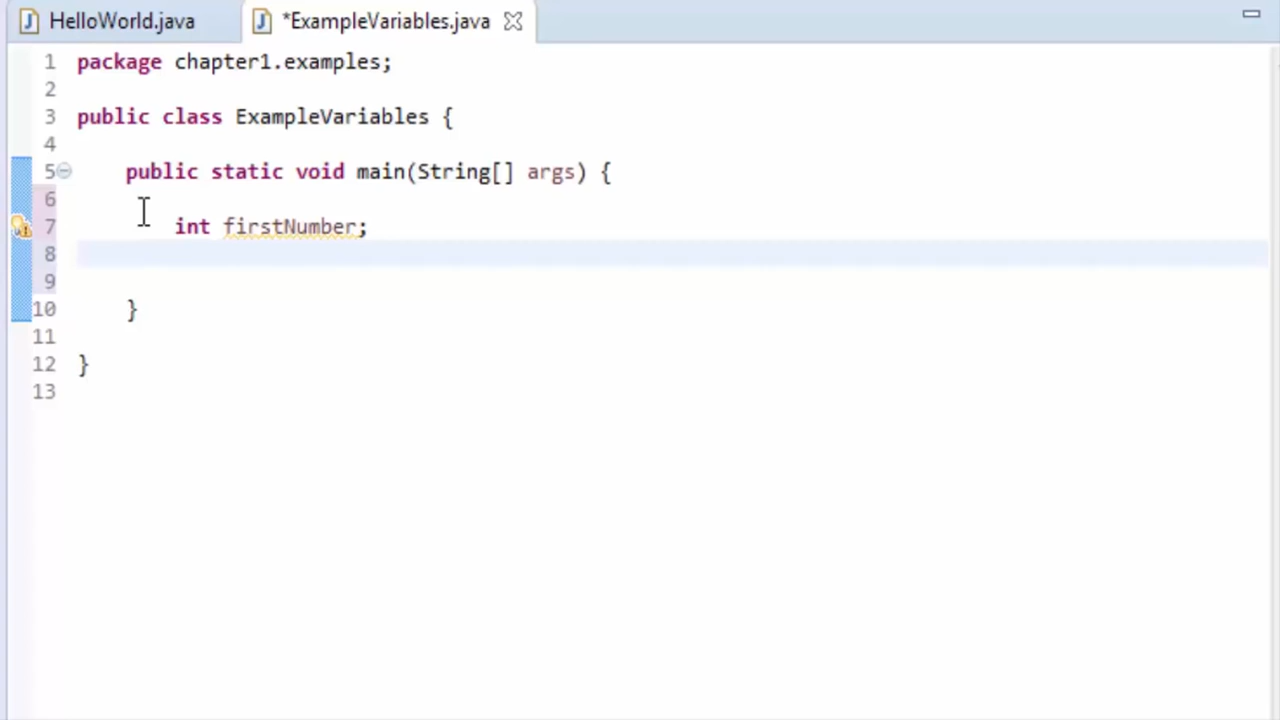 HelloWorld.java
*ExampleVariables.java
1 package chapter1.examples;
2
3 public class ExampleVariables {
4
5 public static void main(String[] args) {
6
7 int firstNumber;
8
9
10 }
11
12 }
13